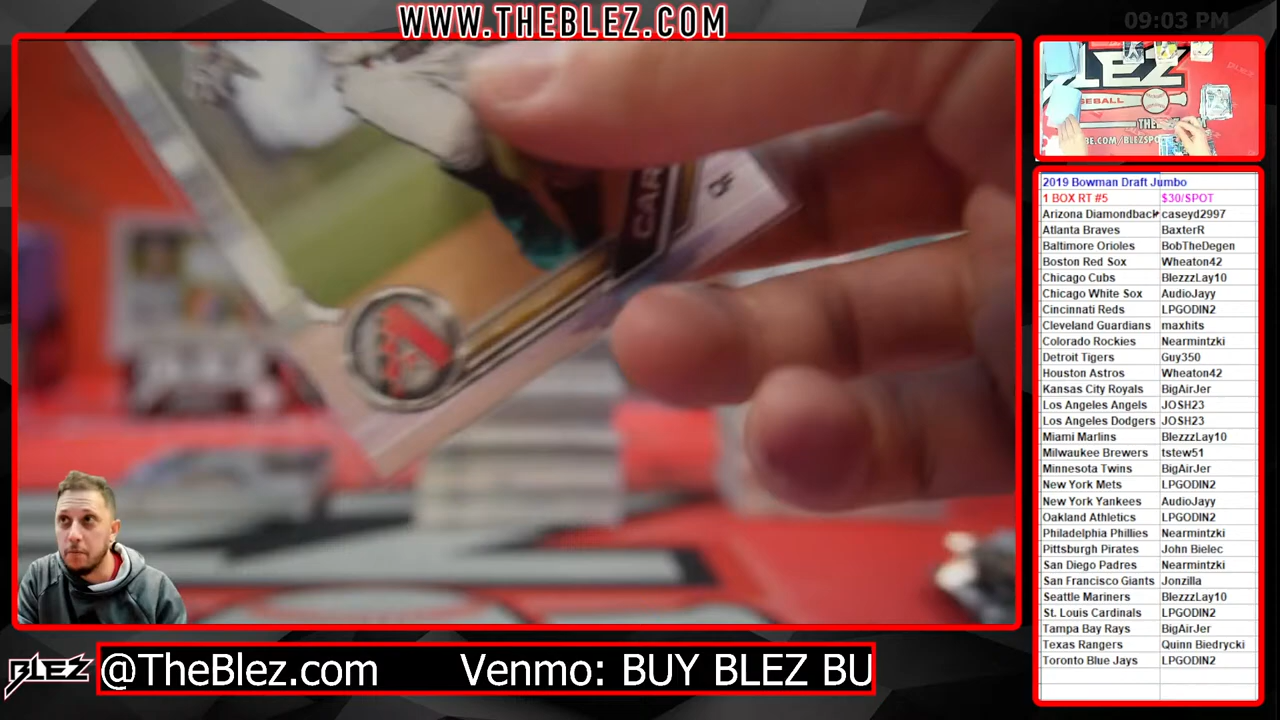 WWW.THEBLEZ.COM
09:03 PM
2019 Bowman Draft Jumbo
1 BOX RT #5 $30/SPOT
Arizona Diamondback caseyd2997
Atlanta Braves BaxterR
Baltimore Orioles BobTheDegen
Boston Red Sox Wheaton42
Chicago Cubs BlezzzLay10
Chicago White Sox AudioJayy
Cincinnati Reds LPGODIN2
Cleveland Guardians maxhits
Colorado Rockies Nearmintzki
Detroit Tigers Guy350
Houston Astros Wheaton42
Kansas City Royals BigAirJer
Los Angeles Angels JOSH23
Los Angeles Dodgers JOSH23
Miami Marlins BlezzzLay10
Milwaukee Brewers tstew51
Minnesota Twins BigAirJer
New York Mets LPGODIN2
New York Yankees AudioJayy
Oakland Athletics LPGODIN2
Philadelphia Phillies Nearmintzki
Pittsburgh Pirates John Bielec
San Diego Padres Nearmintzki
San Francisco Giants Jonzilla
Seattle Mariners BlezzzLay10
St. Louis Cardinals LPGODIN2
Tampa Bay Rays BigAirJer
Texas Rangers Quinn Biedrycki
Toronto Blue Jays LPGODIN2
BLEZ @TheBlez.com Venmo: BUY BLEZ BU